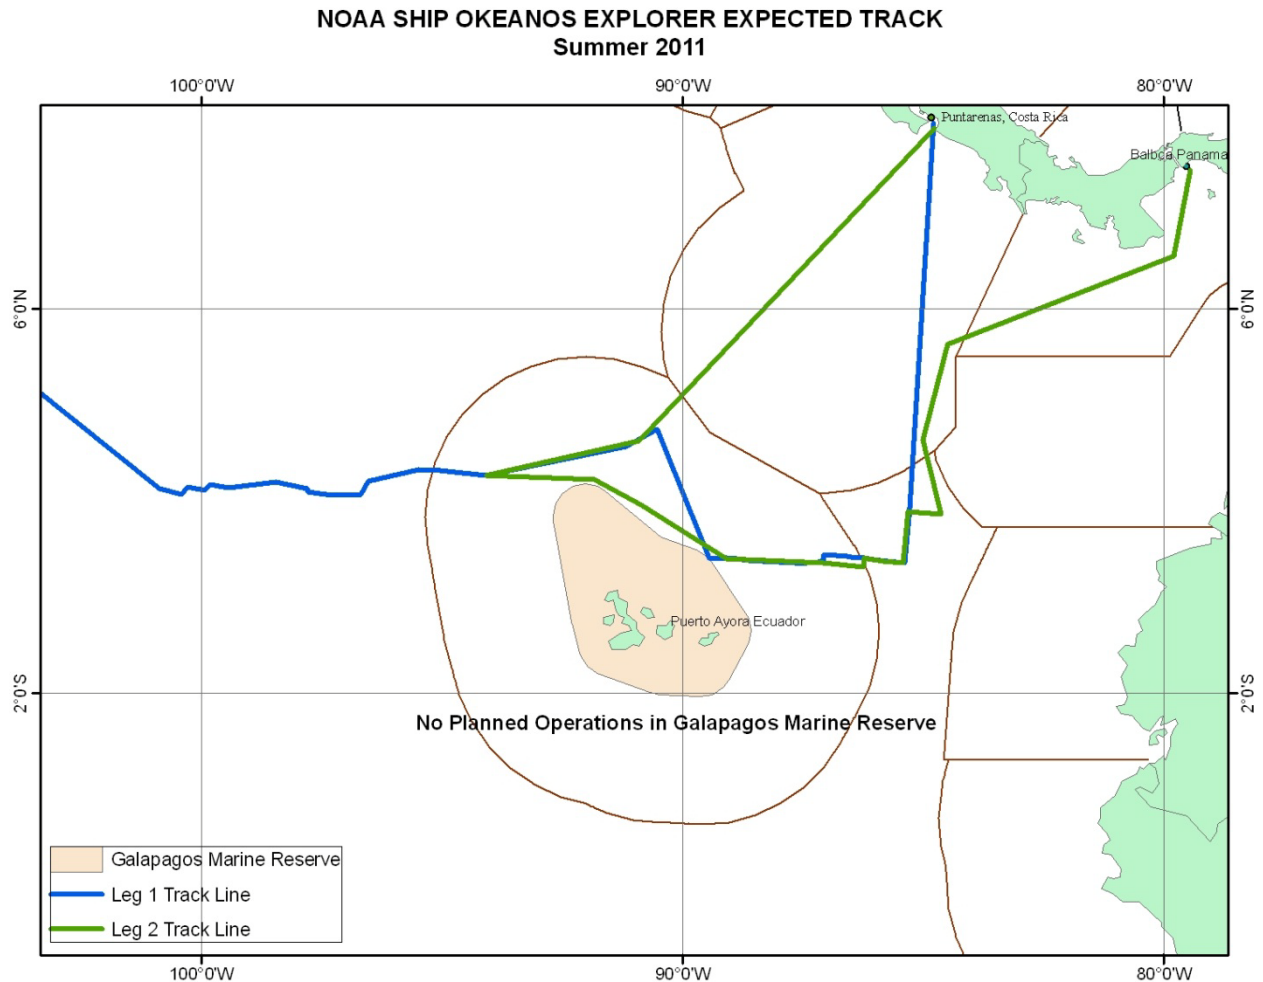 NOAA SHIP OKEANOS EXPLORER EXPECTED TRACK
Summer 2011
100°0'W
90°0'W
80°0'W
Puntarenas, Costa Rica
Balboa Panama
6°0'N
6°0'N
Puerto Ayora Ecuador
2°0'S
2°0'S
No Planned Operations in Galapagos Marine Reserve
Galapagos Marine Reserve
Leg 1 Track Line
Leg 2 Track Line
100°0'W
90°0'W
80°0'W